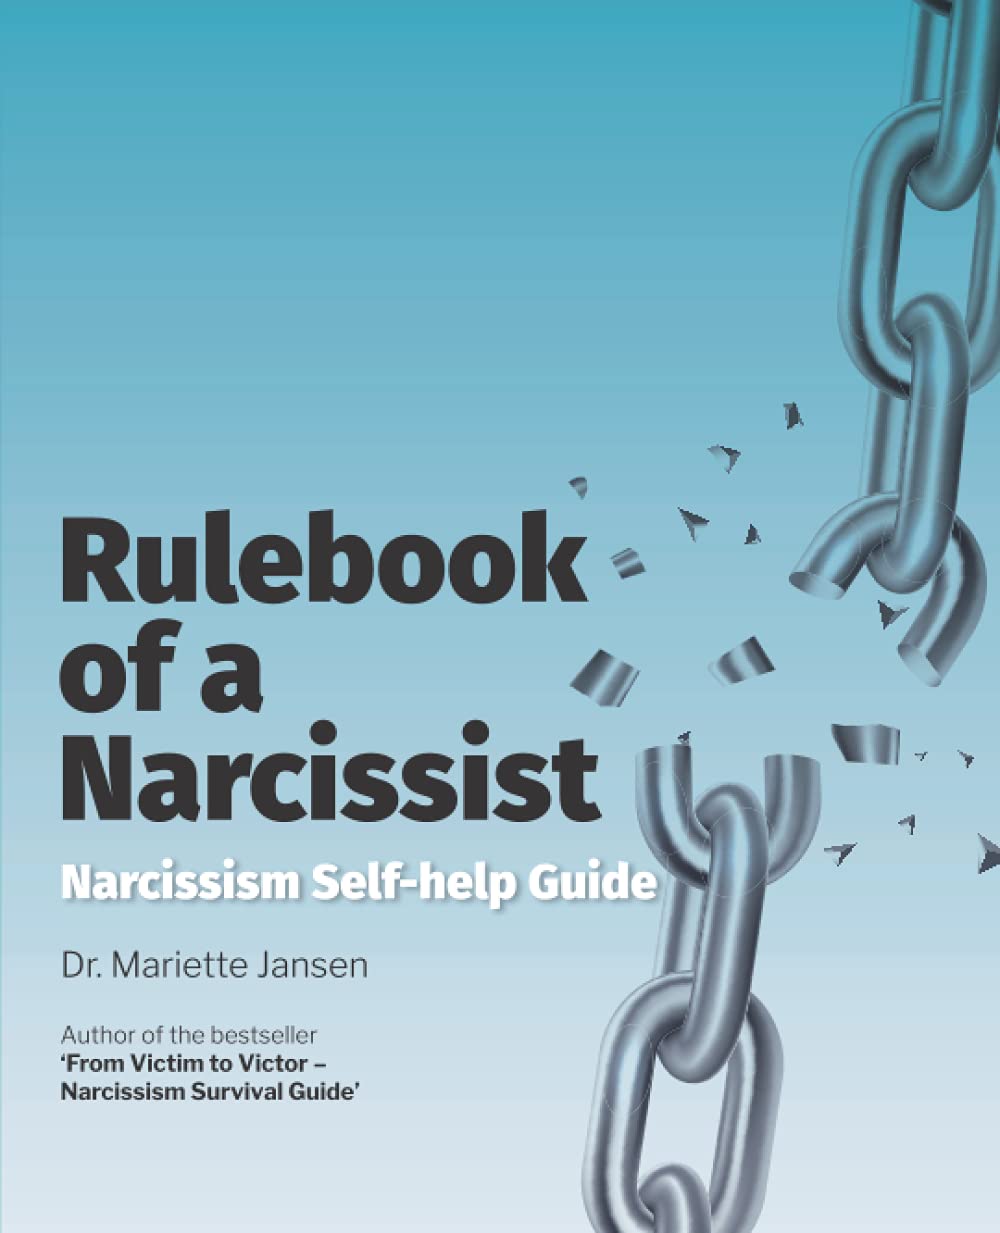 Rulebook
of a
Narcissist
Narcissism Self-help Guide
Dr. Mariette Jansen
Author of the bestseller
‘From Victim to Victor –
Narcissism Survival Guide’